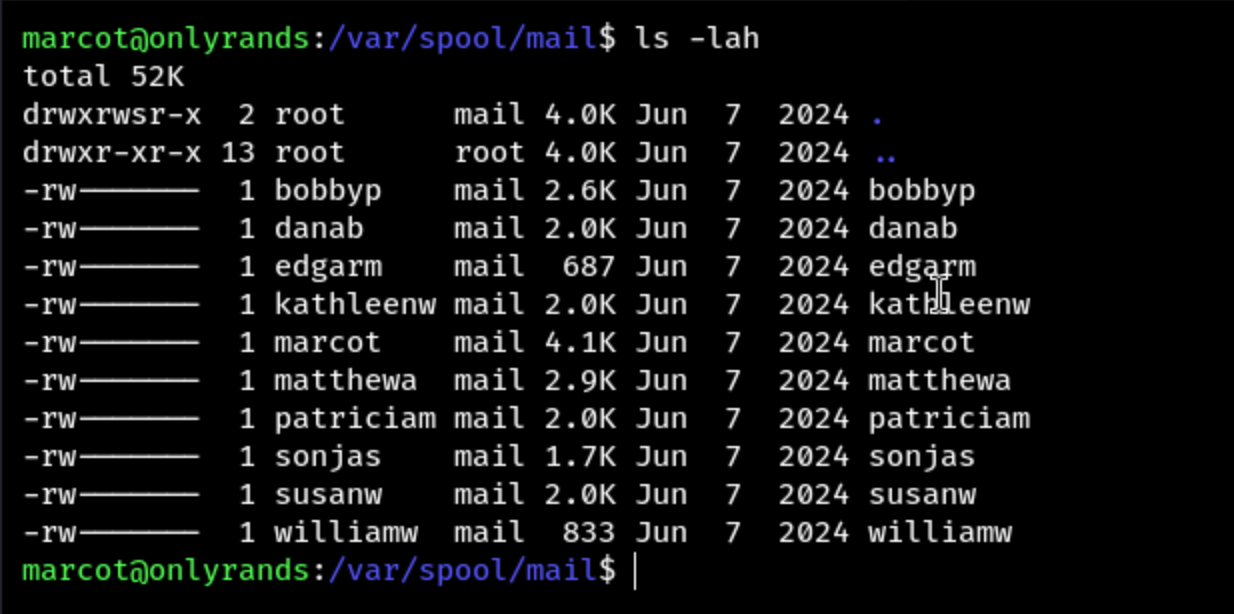 marcot@onlyrands:/var/spool/mail$ ls -lah
total 52K
drwxrwsr-x  2 root      mail 4.0K Jun  7  2024 .
drwxr-xr-x 13 root      root 4.0K Jun  7  2024 ..
-rw-------  1 bobbyp    mail 2.6K Jun  7  2024 bobbyp
-rw-------  1 danab     mail 2.0K Jun  7  2024 danab
-rw-------  1 edgarm    mail  687 Jun  7  2024 edgarm
-rw-------  1 kathleenw mail 2.0K Jun  7  2024 kathleenw
-rw-------  1 marcot    mail 4.1K Jun  7  2024 marcot
-rw-------  1 matthewa  mail 2.9K Jun  7  2024 matthewa
-rw-------  1 patriciam mail 2.0K Jun  7  2024 patriciam
-rw-------  1 sonjas    mail 1.7K Jun  7  2024 sonjas
-rw-------  1 susanw    mail 2.0K Jun  7  2024 susanw
-rw-------  1 williamw  mail  833 Jun  7  2024 williamw
marcot@onlyrands:/var/spool/mail$